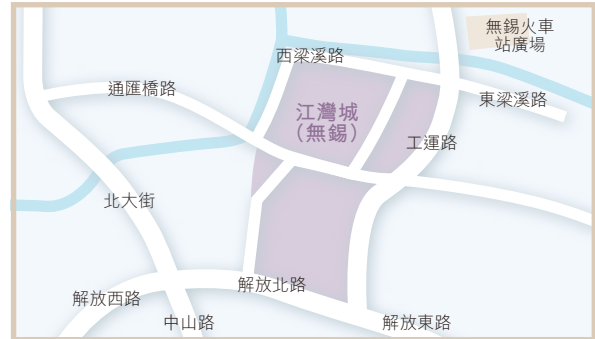 無錫火車
站廣場
西梁溪路
通匯橋路
東梁溪路
江灣城
（無錫）
工運路
北大街
解放北路
解放西路
中山路
解放東路